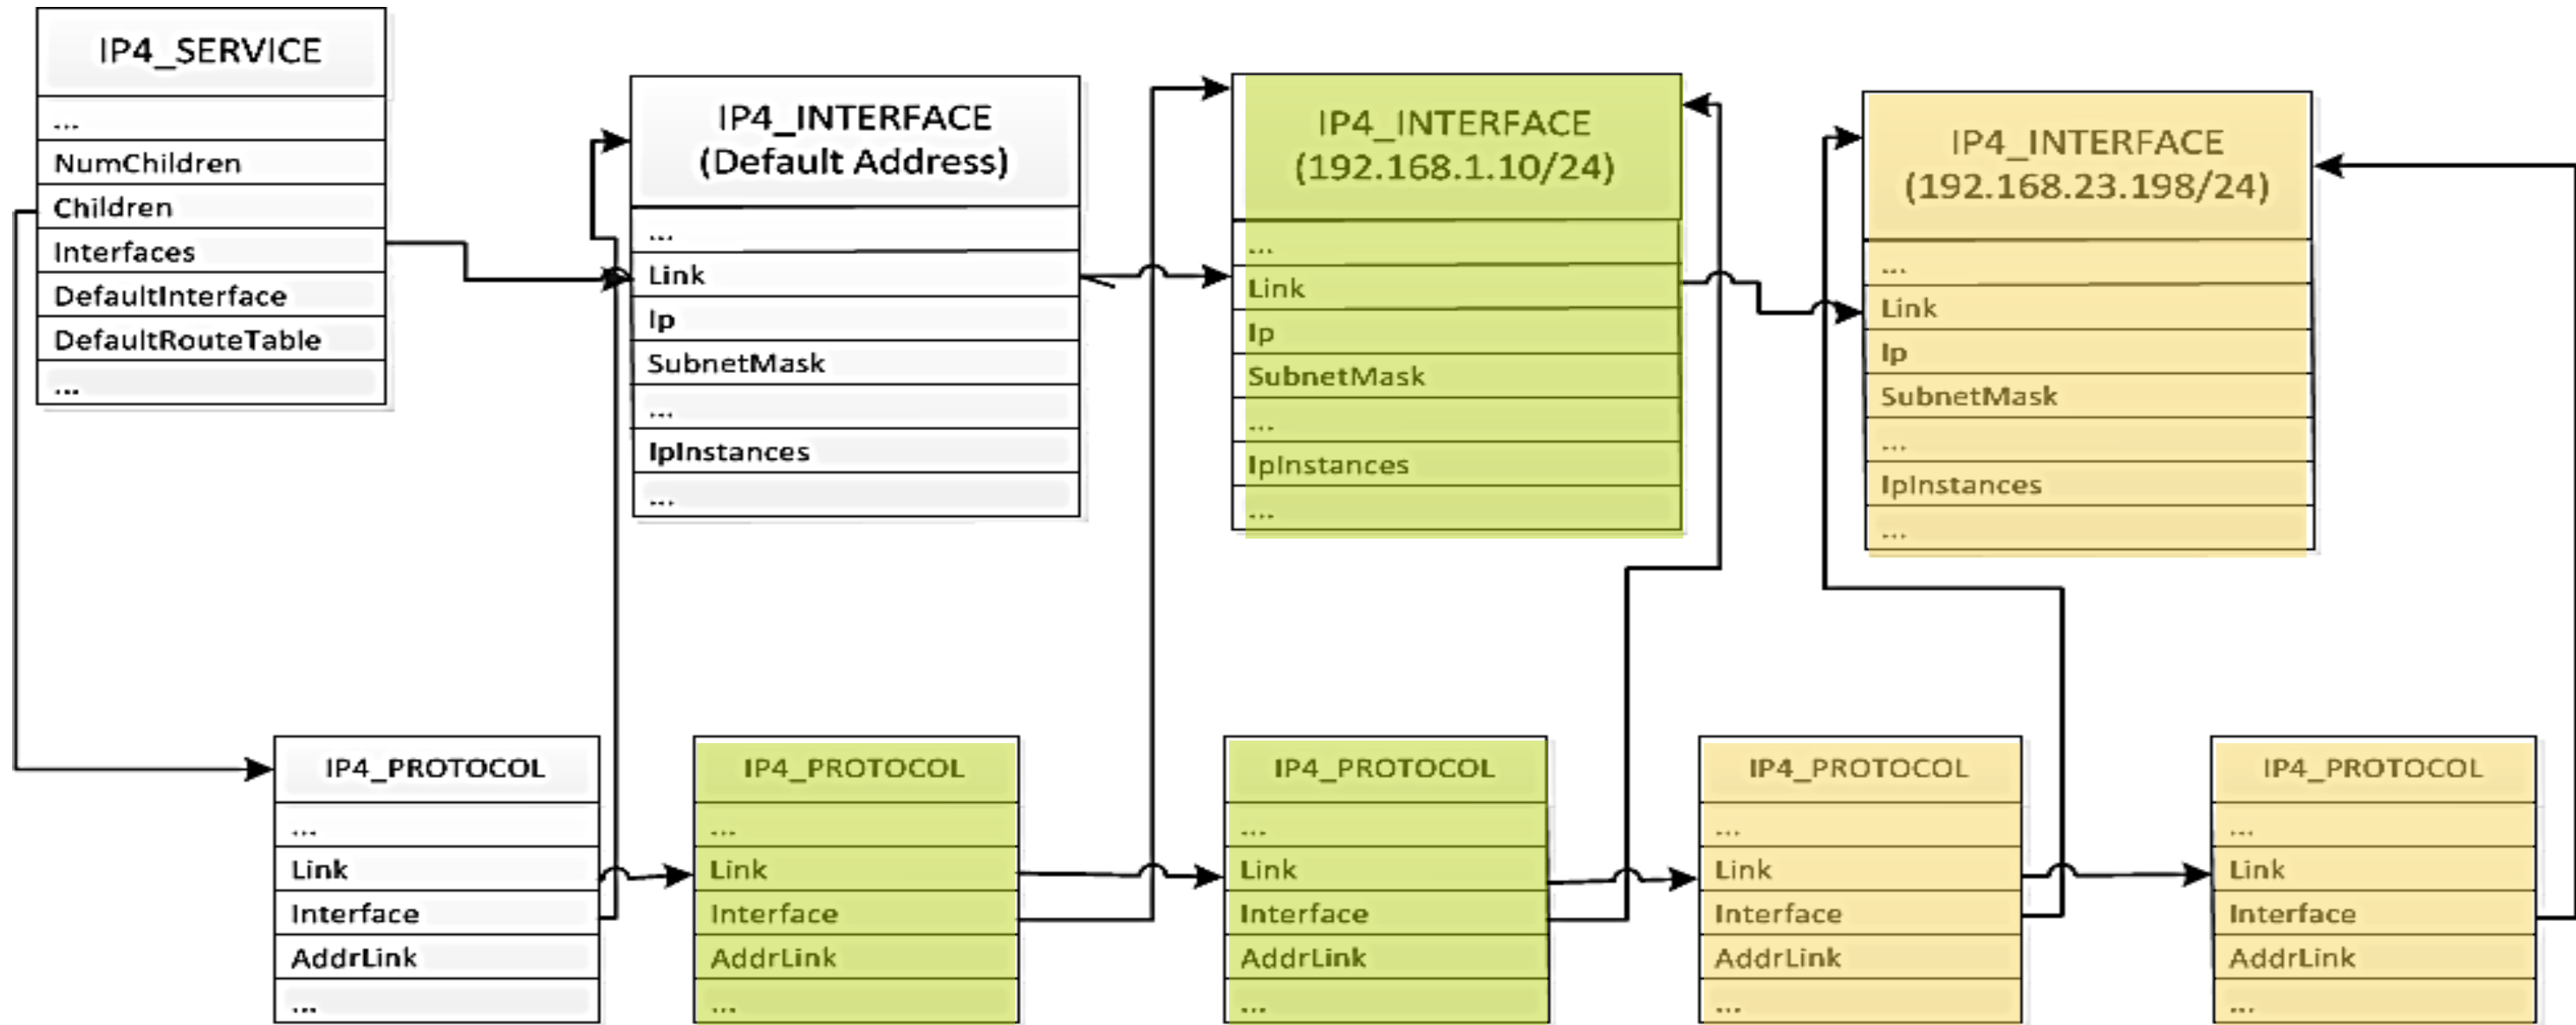 IP4_SERVICE
...
NumChildren
Children
Interfaces
DefaultInterface
DefaultRouteTable
...
IP4_INTERFACE
(Default Address)
...
Link
Ip
SubnetMask
...
IpInstances
...
IP4_INTERFACE
(192.168.1.10/24)
...
Link
Ip
SubnetMask
...
IpInstances
...
IP4_INTERFACE
(192.168.23.198/24)
...
Link
Ip
SubnetMask
...
IpInstances
...
IP4_PROTOCOL
...
Link
Interface
AddrLink
...
IP4_PROTOCOL
...
Link
Interface
AddrLink
...
IP4_PROTOCOL
...
Link
Interface
AddrLink
...
IP4_PROTOCOL
...
Link
Interface
AddrLink
...
IP4_PROTOCOL
...
Link
Interface
AddrLink
...